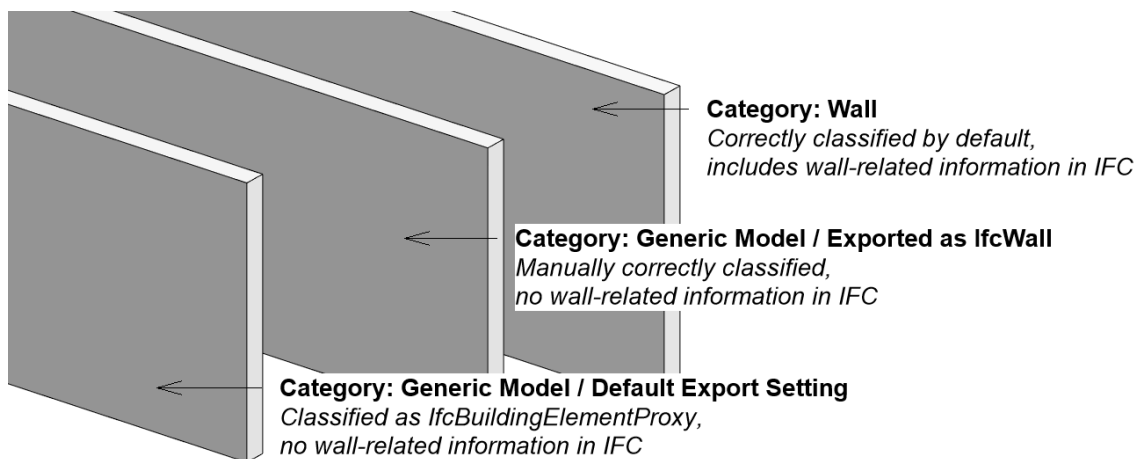 Category: Wall
Correctly classified by default,
includes wall-related information in IFC
Category: Generic Model / Exported as IfcWall
Manually correctly classified,
no wall-related information in IFC
Category: Generic Model / Default Export Setting
Classified as IfcBuildingElementProxy,
no wall-related information in IFC